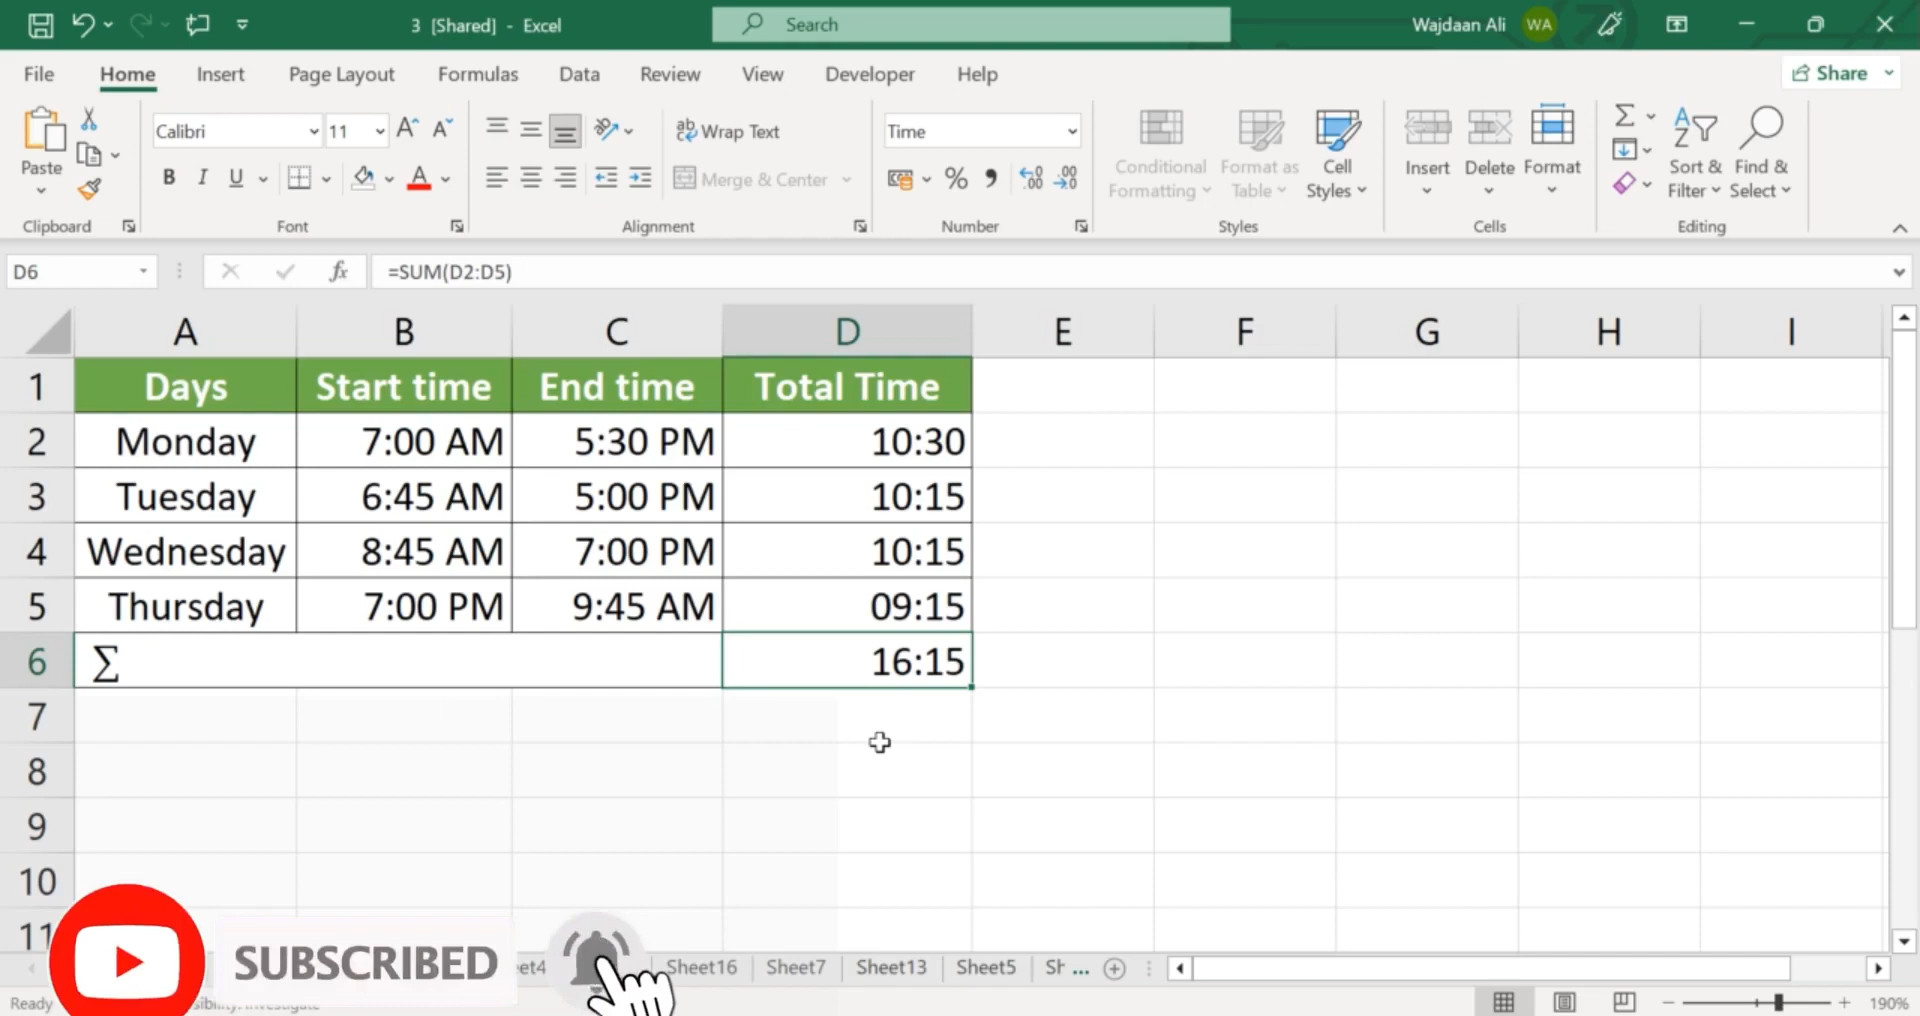 3 [Shared] - Excel
Search
Wajdaan Ali
WA
File Home Insert Page Layout Formulas Data Review View Developer Help
Share
Paste
Calibri 11
B I U
Wrap Text
Merge & Center
Time
Conditional Formatting
Format as Table
Cell Styles
Insert
Delete
Format
Sort & Filter
Find & Select
Clipboard Font Alignment Number Styles Cells Editing
D6 fx =SUM(D2:D5)
A B C D E F G H I
1 Days Start time End time Total Time
2 Monday 7:00 AM 5:30 PM 10:30
3 Tuesday 6:45 AM 5:00 PM 10:15
4 Wednesday 8:45 AM 7:00 PM 10:15
5 Thursday 7:00 PM 9:45 AM 09:15
6 ∑ 16:15
7
8
9
10
11
SUBSCRIBED
et4 Sheet16 Sheet7 Sheet13 Sheet5 Sh ...
Ready
190%